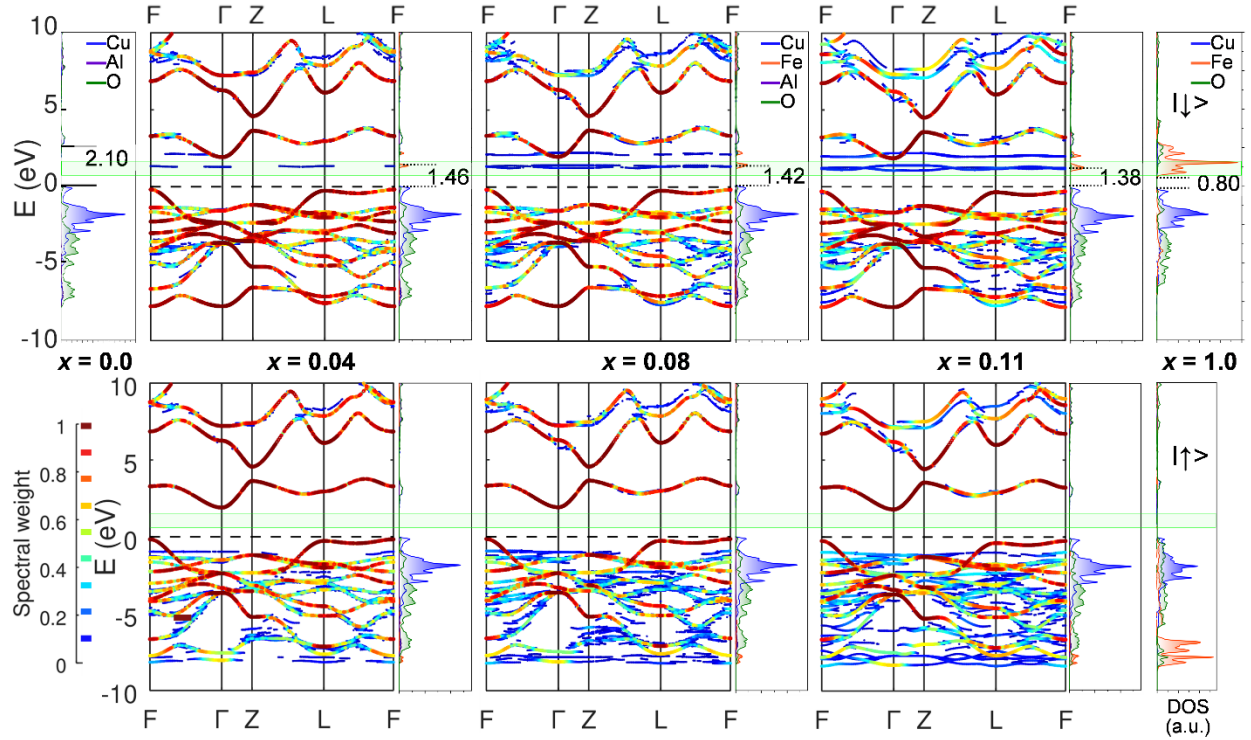 F Γ Z L F F Γ Z L F F Γ Z L F
10
5
0
-5
-10
E (eV)
Cu
Al
O
2.10
1.46
Cu
Fe
Al
O
1.42
1.38
Cu
Fe
O
|↓>
0.80
x = 0.0 x = 0.04 x = 0.08 x = 0.11 x = 1.0
10
5
0
-5
-10
E (eV)
Spectral weight
1
0.8
0.6
0.4
0.2
0
|↑>
F Γ Z L F F Γ Z L F F Γ Z L F
DOS
(a.u.)